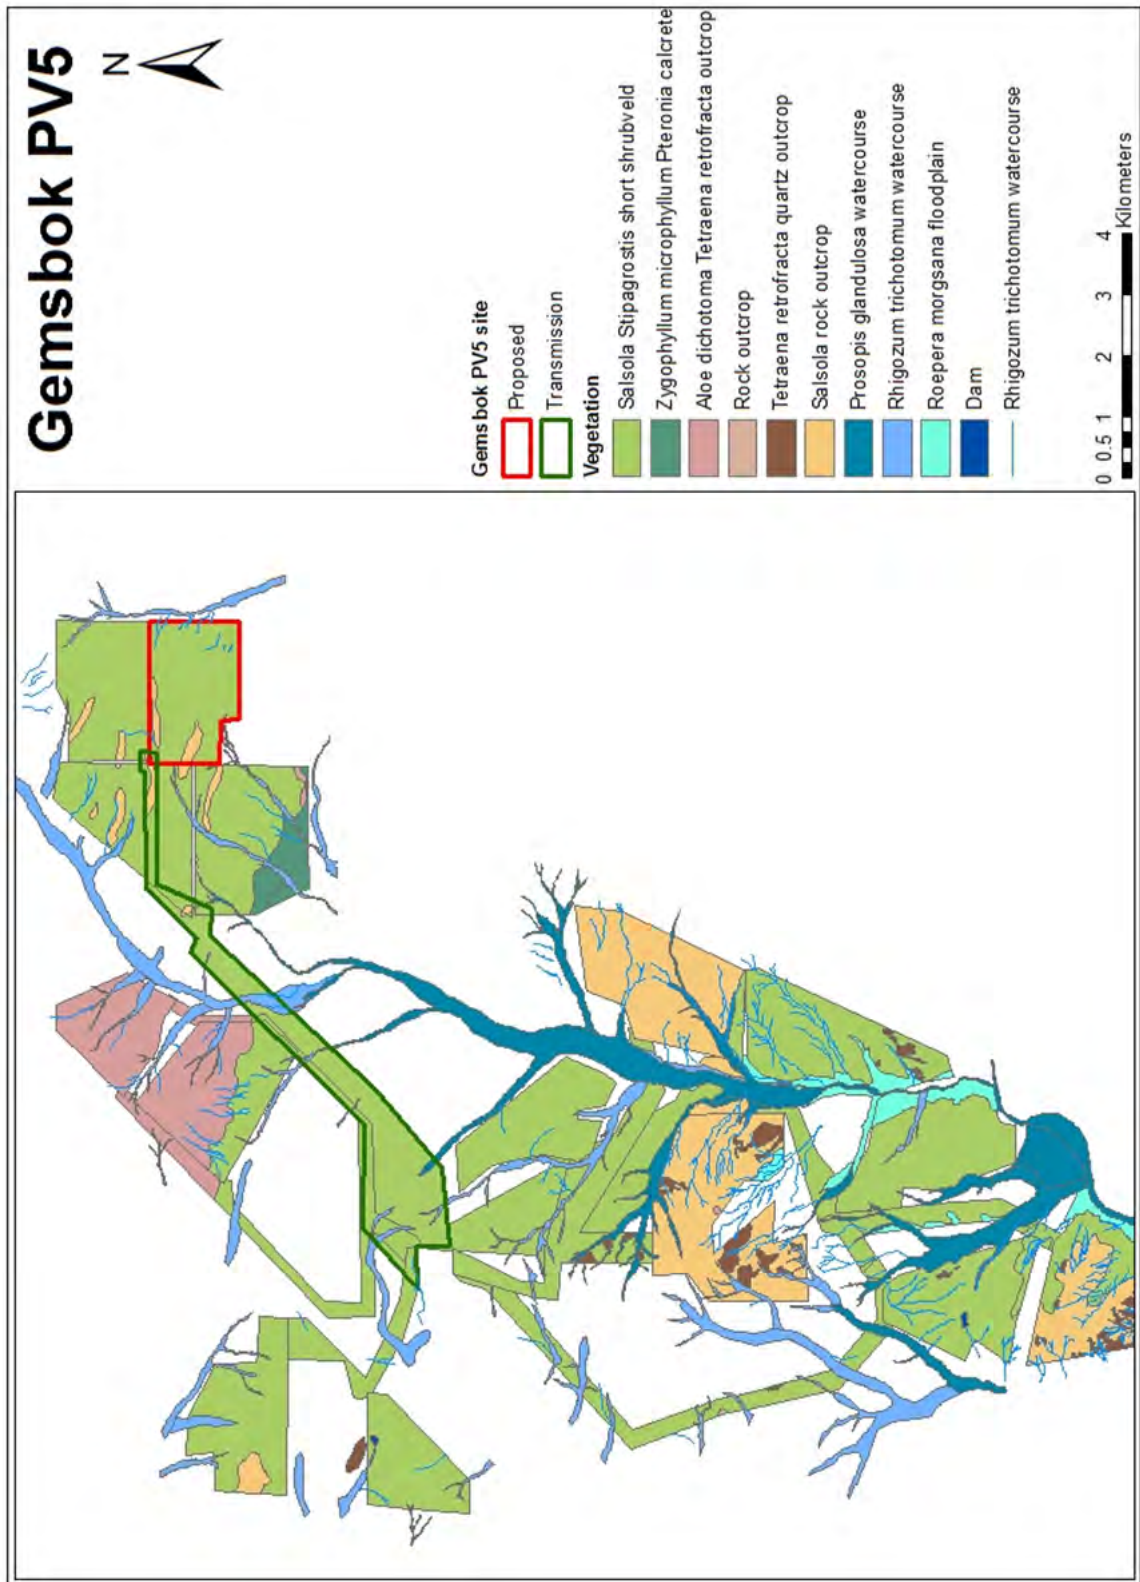 Gemsbok PV5
N
Gemsbok PV5 site
Proposed
Transmission
Vegetation
Salsola Stipagrostis short shrubveld
Zygophyllum microphyllum Pteronia calcrete
Aloe dichotoma Tetraena retrofracta outcrop
Rock outcrop
Tetraena retrofracta quartz outcrop
Salsola rock outcrop
Prosopis glandulosa watercourse
Rhigozum trichotomum watercourse
Roepera morgsana floodplain
Dam
Rhigozum trichotomum watercourse
0 0.5 1 2 3 4
Kilometers